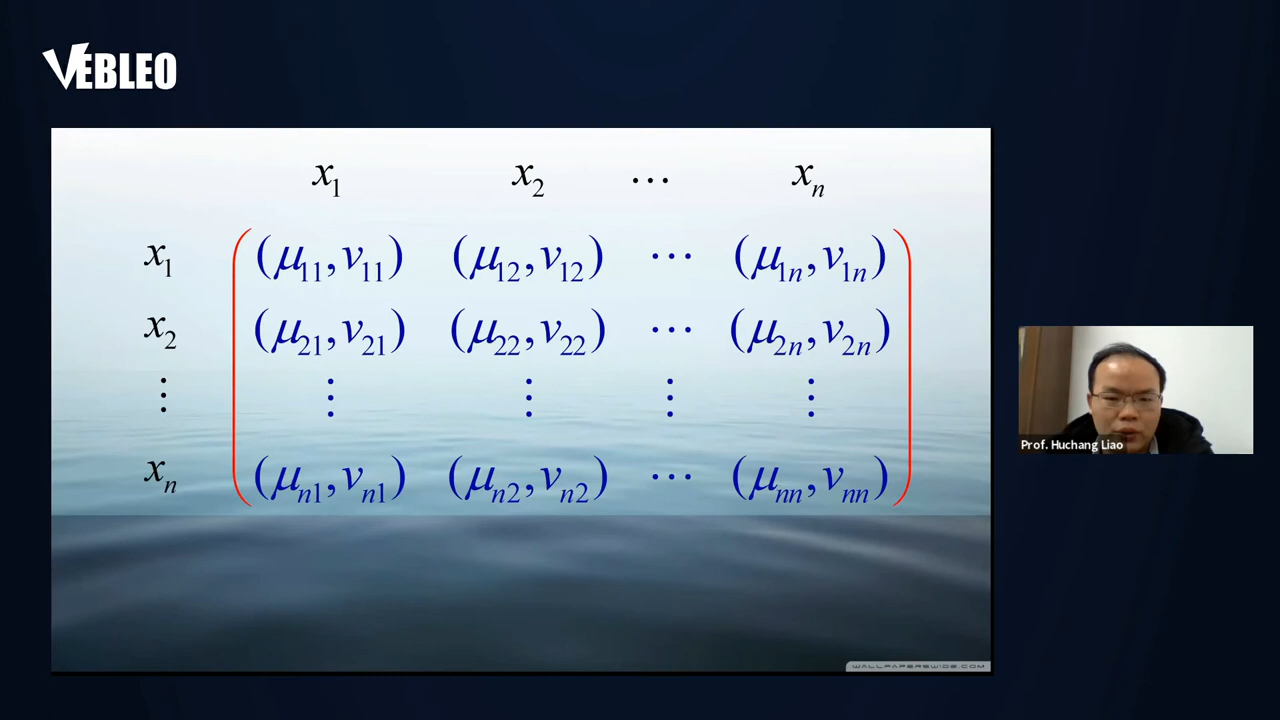 VEBLEO
x₁ x₂ ⋯ xₙ
x₁ (μ₁₁, v₁₁) (μ₁₂, v₁₂) ⋯ (μ₁ₙ, v₁ₙ)
x₂ (μ₂₁, v₂₁) (μ₂₂, v₂₂) ⋯ (μ₂ₙ, v₂ₙ)
⋮ ⋮ ⋮ ⋮ ⋮
xₙ (μₙ₁, vₙ₁) (μₙ₂, vₙ₂) ⋯ (μₙₙ, vₙₙ)
Prof. Huchang Liao
WALLPAPERSWIDE.COM